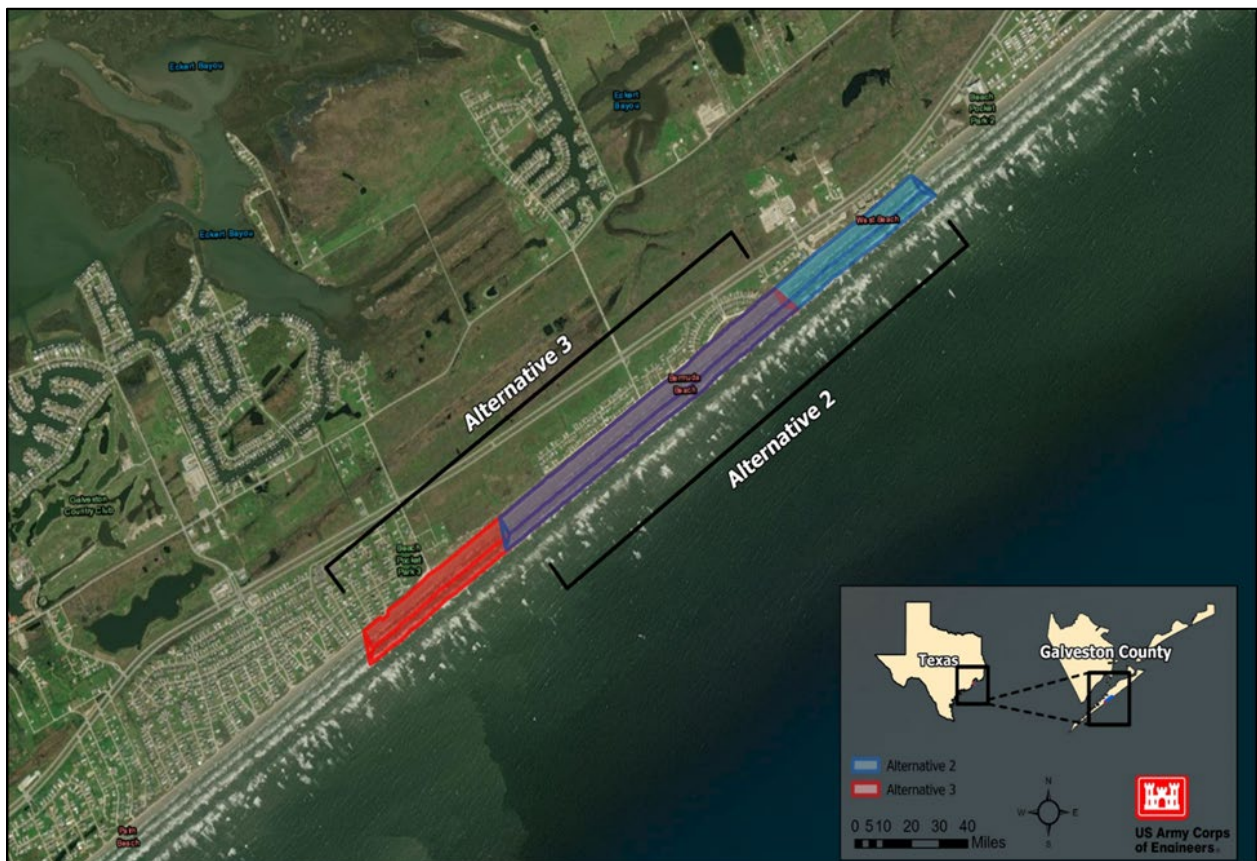 Eckert Bayou
Eckert
Bayou
Beach
Pocket
Park 2
Eckert Bayou
West Beach
Alternative 3
Bermuda
Beach
Alternative 2
Galveston
Country Club
Beach
Pocket
Park 3
Palm
Beach
Texas
Galveston County
Alternative 2
Alternative 3
N
W
E
S
0 5 10 20 30 40
Miles
US Army Corps
of Engineers®